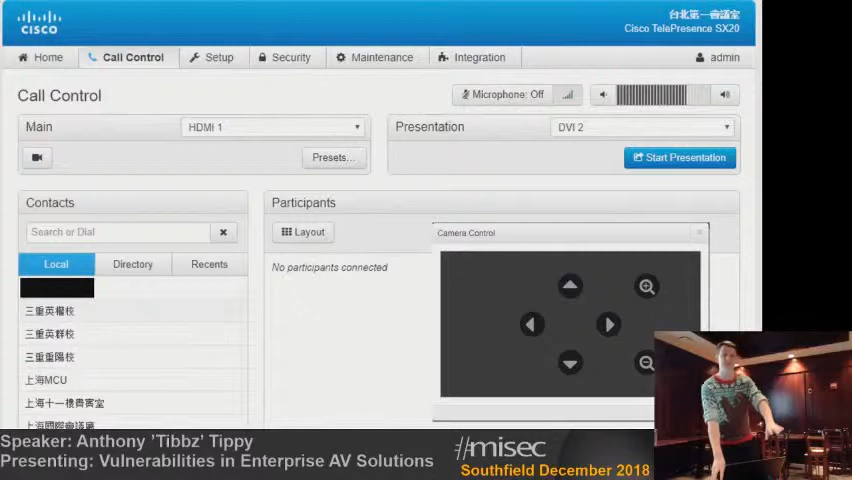 CISCO
台北第一會議室
Cisco TelePresence SX20
Home
Call Control
Setup
Security
Maintenance
Integration
admin
Call Control
Microphone: Off
Main
HDMI 1
Presets...
Presentation
DVI 2
Start Presentation
Contacts
Search or Dial
Local
Directory
Recents
三重英權校
三重英群校
三重重陽校
上海MCU
上海十一樓貴賓室
Participants
Layout
No participants connected
Camera Control
Speaker: Anthony 'Tibbz' Tippy
Presenting: Vulnerabilities in Enterprise AV Solutions
//misec
Southfield December 2018